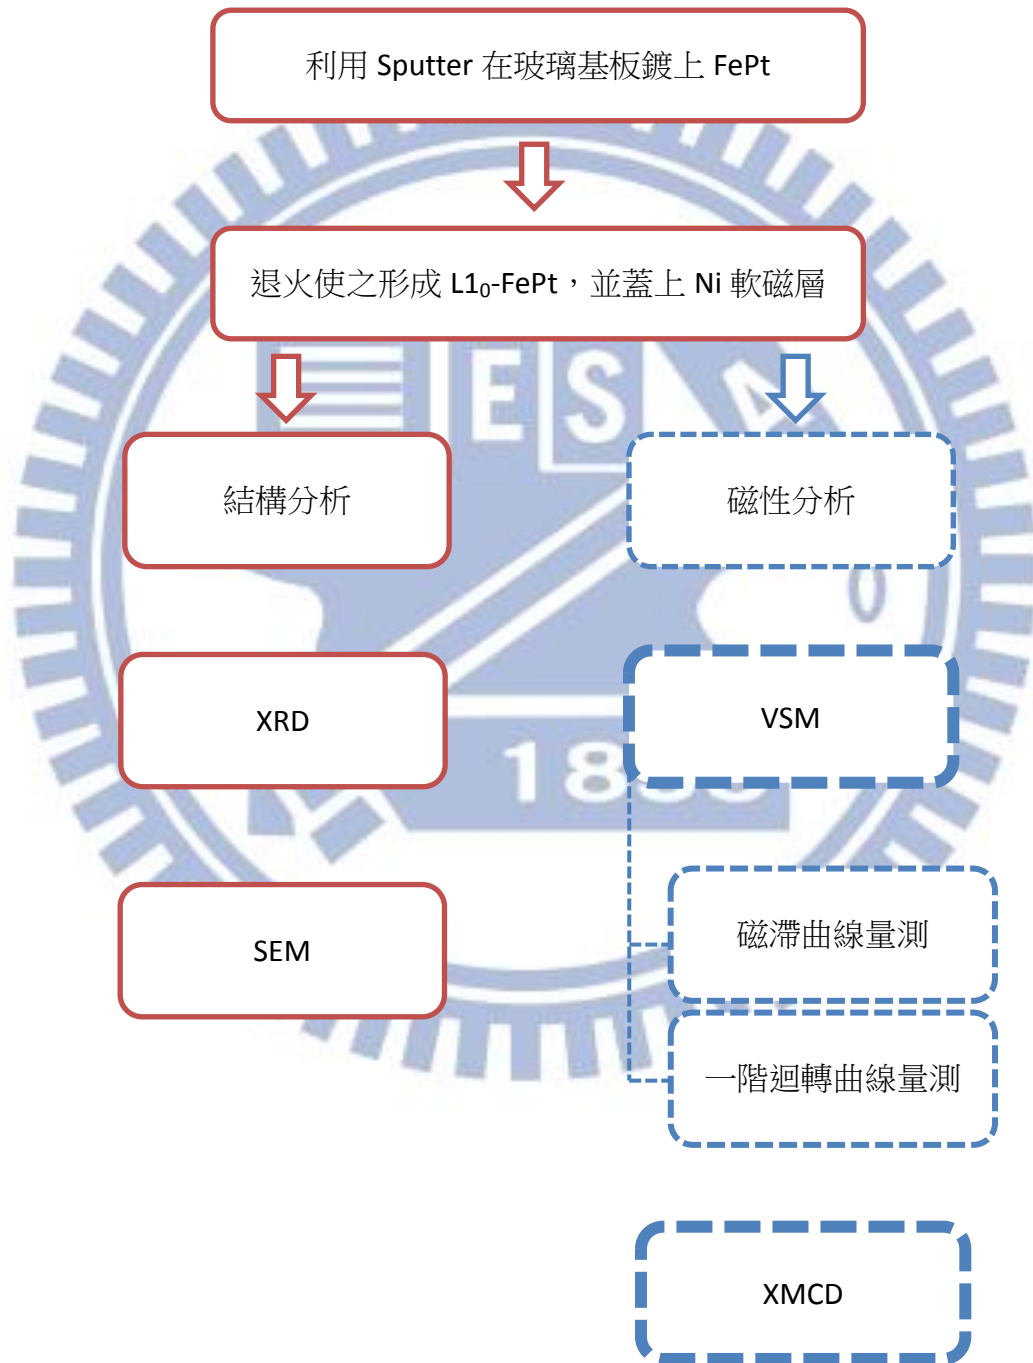 利用 Sputter 在玻璃基板鍍上 FePt
退火使之形成 L1₀-FePt，並蓋上 Ni 軟磁層
E S A
結構分析
磁性分析
XRD
VSM
1896
SEM
磁滯曲線量測
一階迴轉曲線量測
XMCD